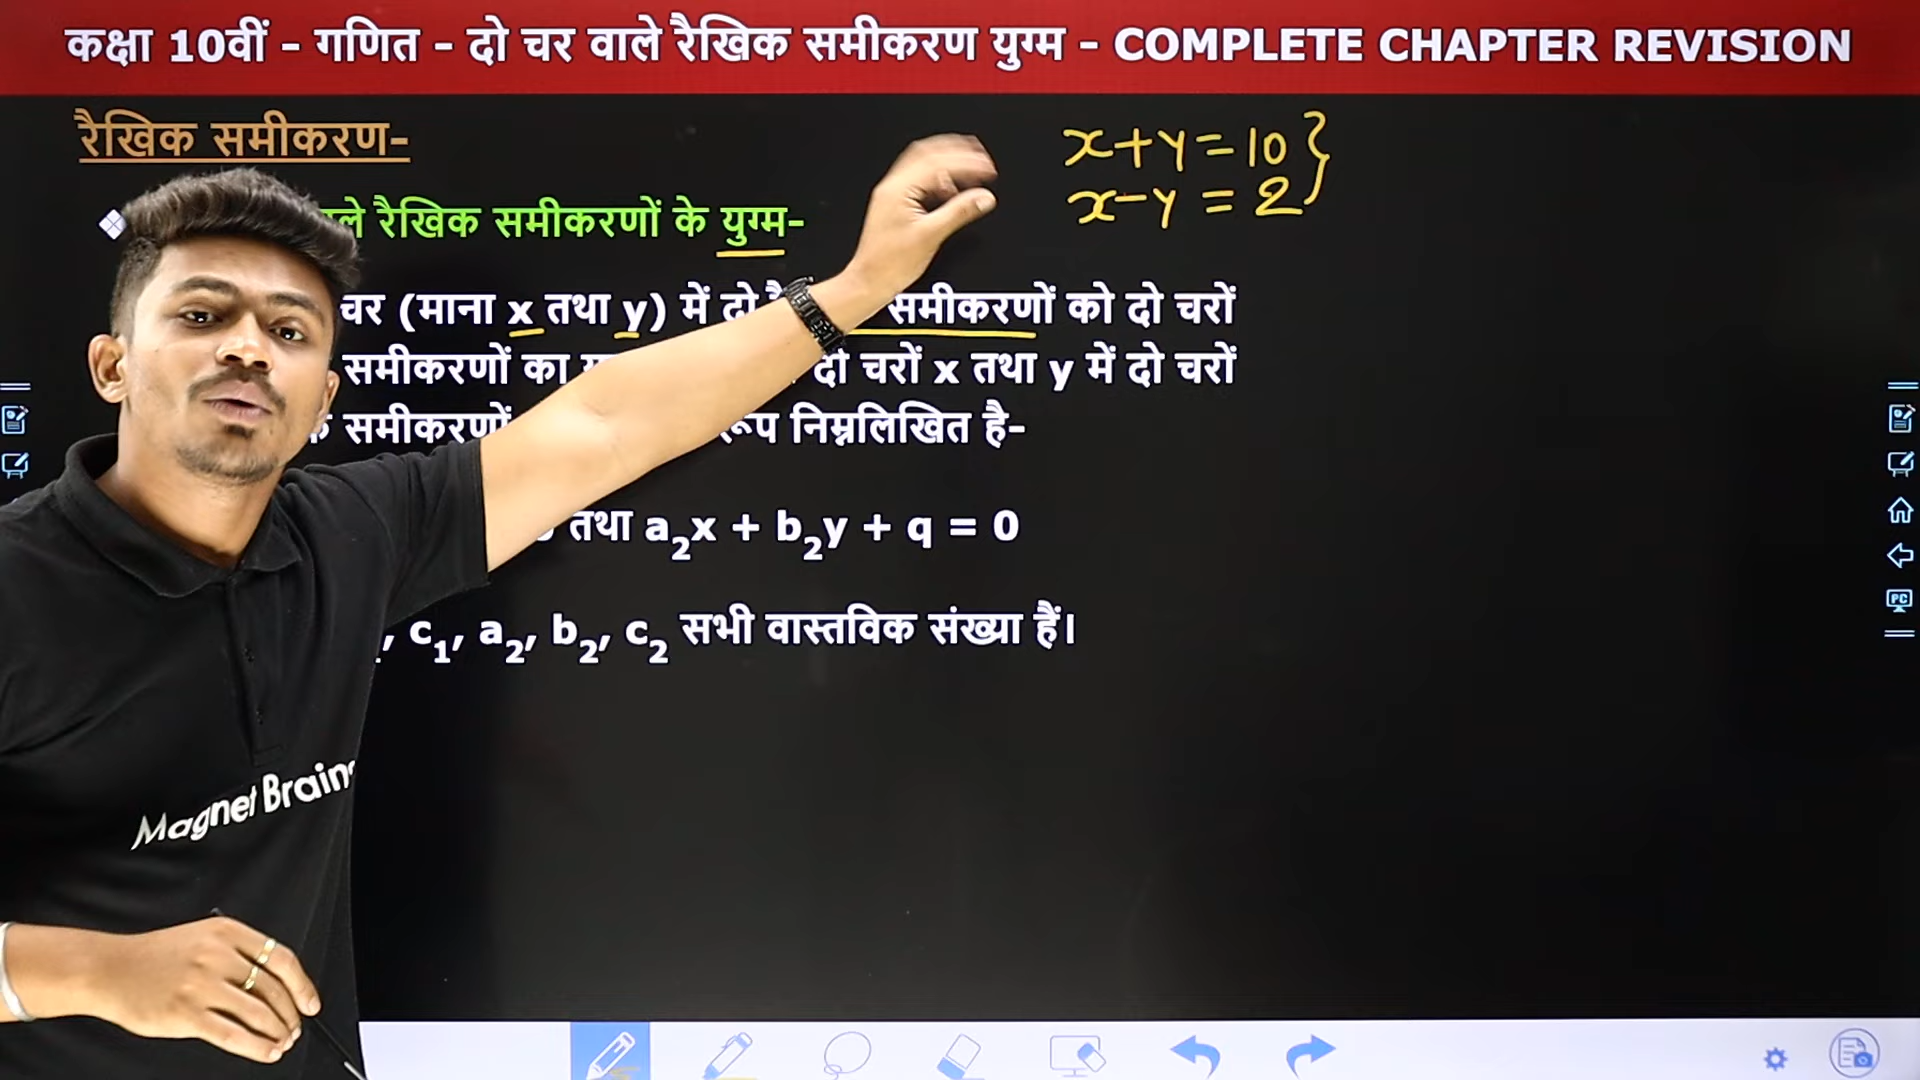 कक्षा 10वीं - गणित - दो चर वाले रैखिक समीकरण युग्म - COMPLETE CHAPTER REVISION
रैखिक समीकरण-
x+y=10
x-y=2
रैखिक समीकरणों के युग्म-
चर (माना x तथा y) में दो समीकरणों को दो चरों
समीकरणों का दो चरों x तथा y में दो चरों
समीकरणों रूप निम्नलिखित है-
तथा a₂x + b₂y + q = 0
, c₁, a₂, b₂, c₂ सभी वास्तविक संख्या हैं।
Magnet Brains
PC